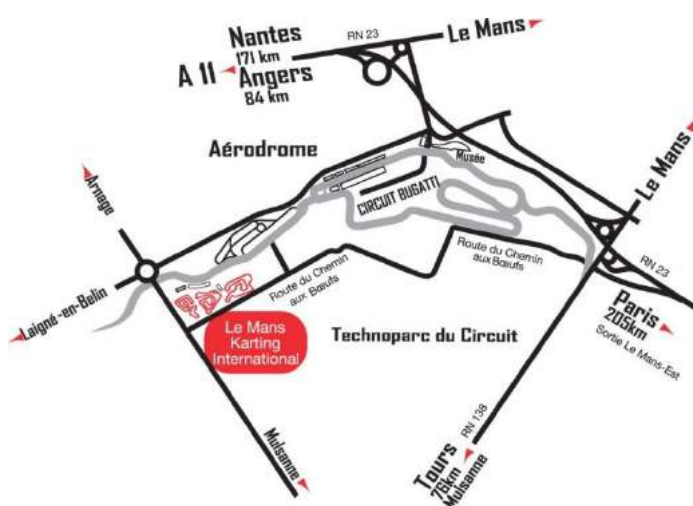 Nantes
171 km
A 11
Angers
84 km
RN 23
Le Mans
Aérodrome
Musée
CIRCUIT BUGATTI
Le Mans
Arnage
Route du Chemin
aux Bœufs
Route du Chemin
aux Bœufs
RN 23
Laigné-en-Belin
Le Mans
Karting
International
Technoparc du Circuit
Paris
205km
Sortie Le Mans-Est
Mulsanne
RN 138
Tours
76km
Mulsanne